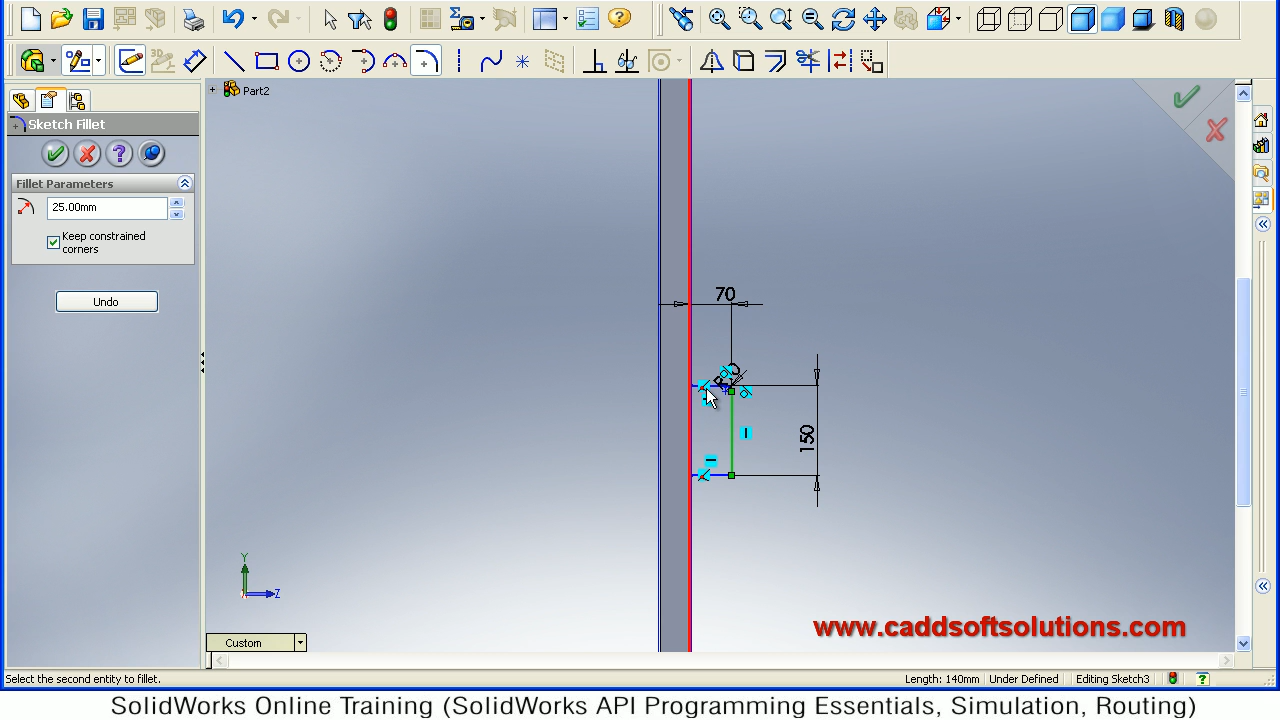 Part2
Sketch Fillet
Fillet Parameters
25.00mm
Keep constrained
corners
Undo
70
150
Y
Z
Custom
www.caddsoftsolutions.com
Select the second entity to fillet.
Length: 140mm Under Defined Editing Sketch3
SolidWorks Online Training (SolidWorks API Programming Essentials, Simulation, Routing)